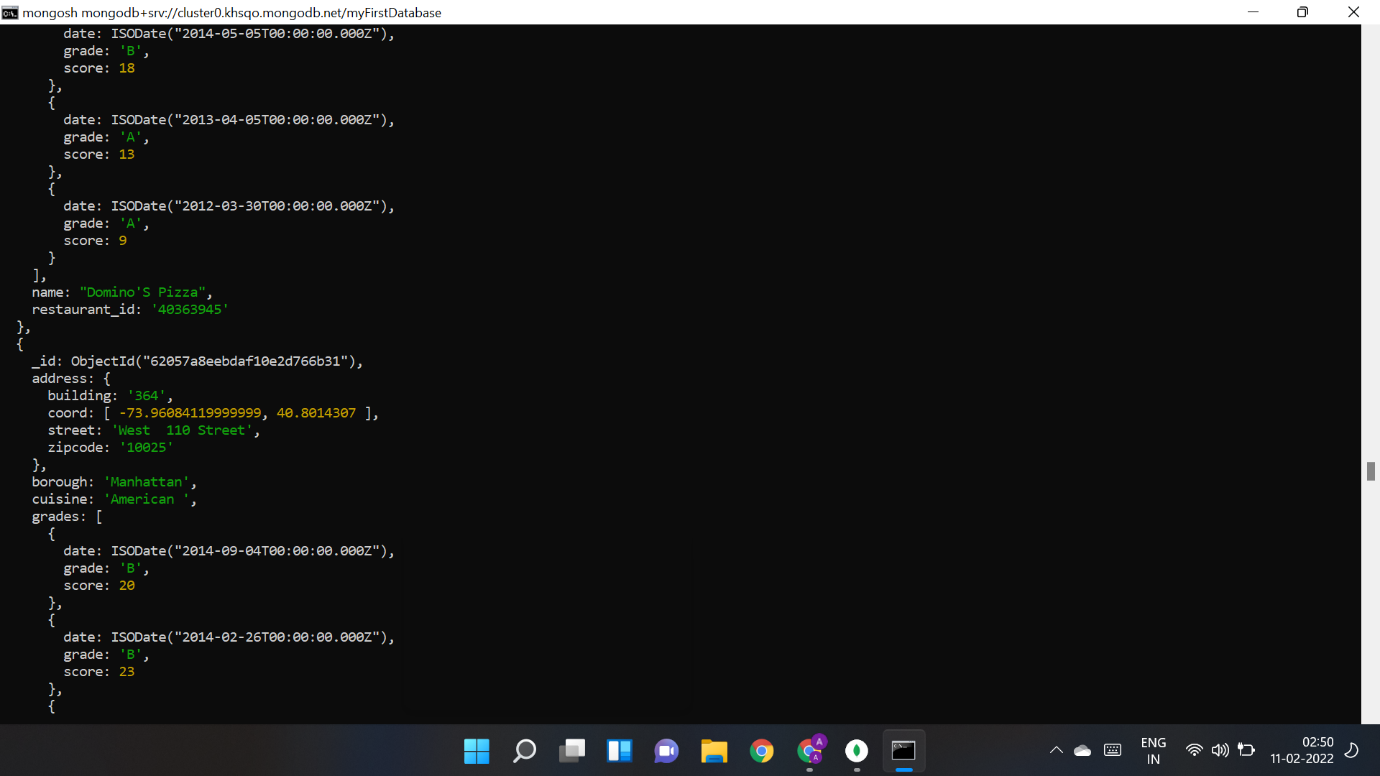 mongosh mongodb+srv://cluster0.khsqo.mongodb.net/myFirstDatabase
date: ISODate("2014-05-05T00:00:00.000Z"),
grade: 'B',
score: 18
},
{
date: ISODate("2013-04-05T00:00:00.000Z"),
grade: 'A',
score: 13
},
{
date: ISODate("2012-03-30T00:00:00.000Z"),
grade: 'A',
score: 9
}
],
name: "Domino'S Pizza",
restaurant_id: '40363945'
},
{
_id: ObjectId("62057a8eebdaf10e2d766b31"),
address: {
building: '364',
coord: [ -73.96084119999999, 40.8014307 ],
street: 'West  110 Street',
zipcode: '10025'
},
borough: 'Manhattan',
cuisine: 'American ',
grades: [
{
date: ISODate("2014-09-04T00:00:00.000Z"),
grade: 'B',
score: 20
},
{
date: ISODate("2014-02-26T00:00:00.000Z"),
grade: 'B',
score: 23
},
{
A
A
ENG
IN
02:50
11-02-2022